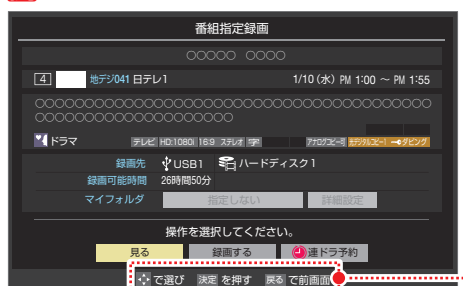 番組指定録画
○○○○○ ○○○○
4 地デジ041 日テレ1 1/10 (水) PM 1:00 ～ PM 1:55
○○○○○○○○○○○○○○○○○○○○○○○○○○○○○○○○
○○○○○○○○○○○○○○○○
ドラマ テレビ HD:1080i 16:9 ステレオ 字 アナログコピー可 デジタルコピー1 ダビング
録画先 USB1 ハードディスク1
録画可能時間 26時間50分
マイフォルダ 指定しない 詳細設定
操作を選択してください。
見る 録画する 連ドラ予約
で選び 決定 を押す 戻る で前画面